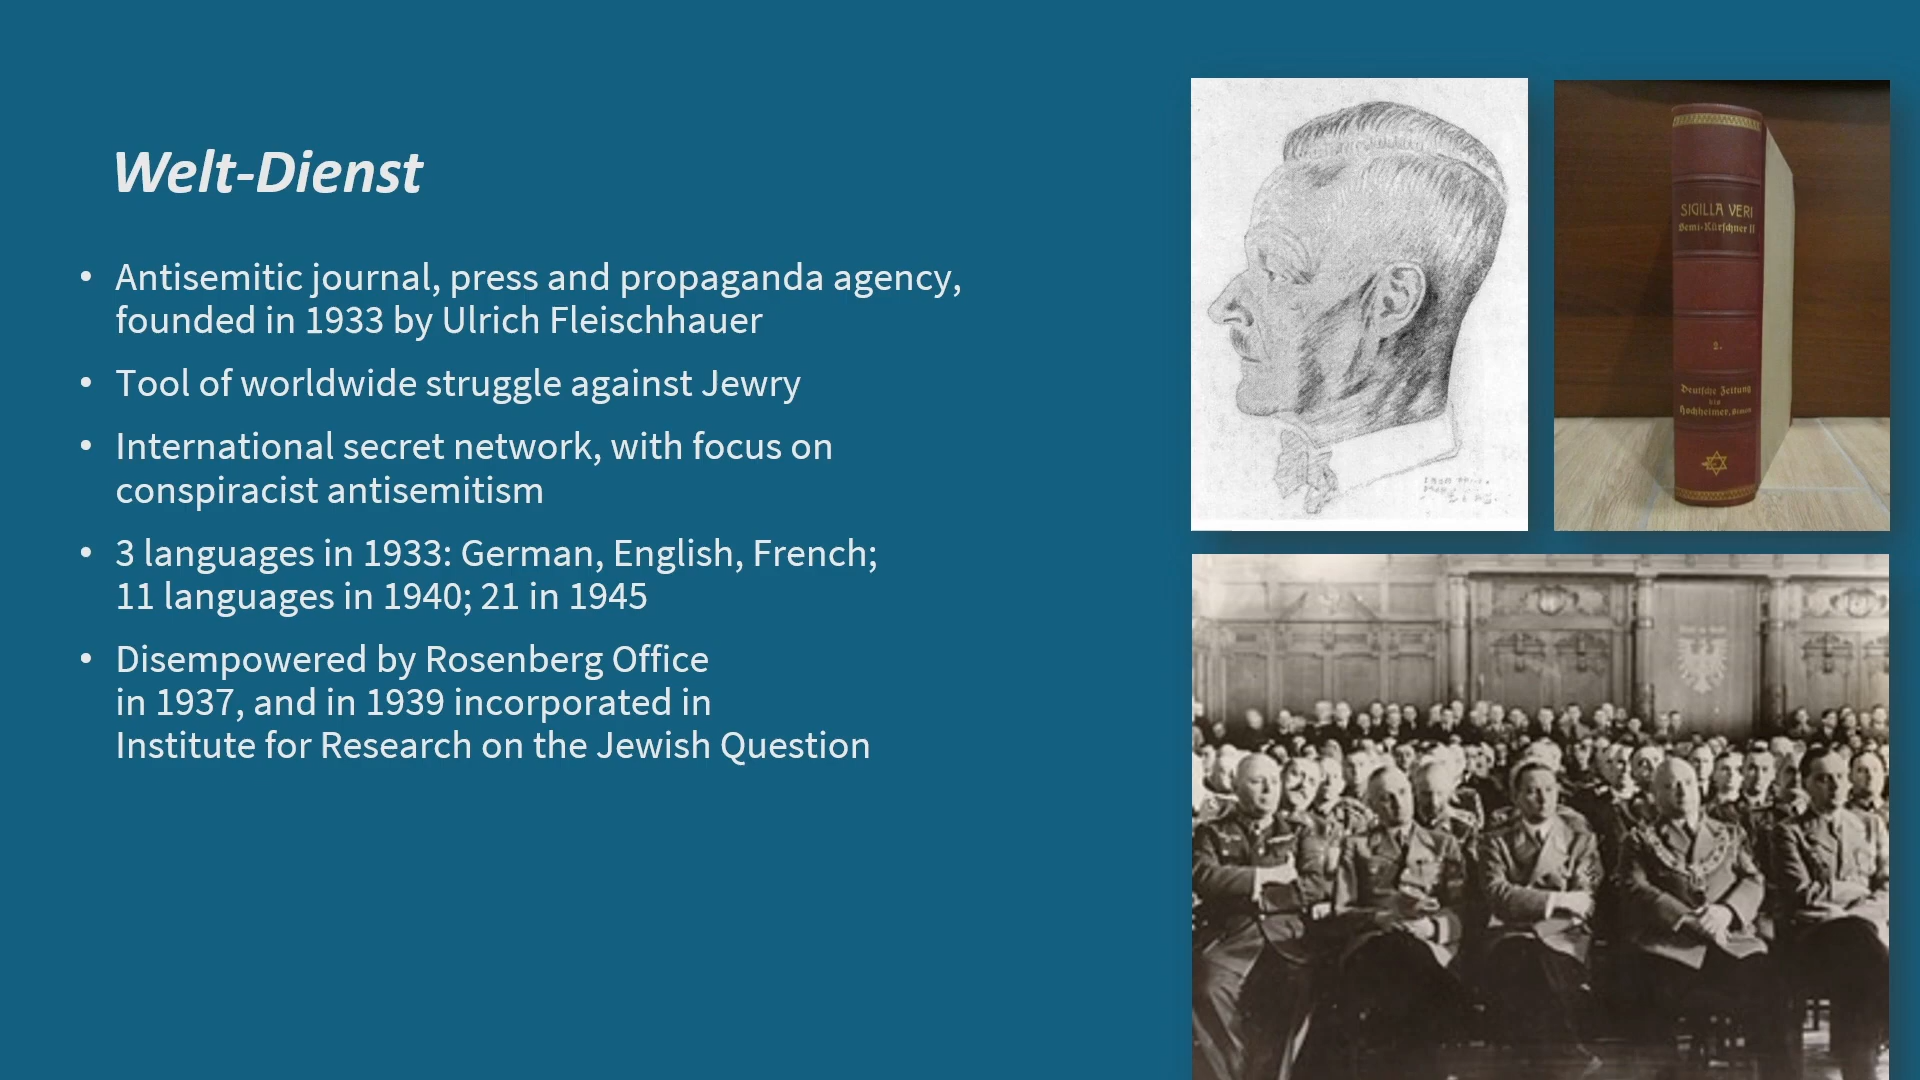 Welt-Dienst
• Antisemitic journal, press and propaganda agency,
founded in 1933 by Ulrich Fleischhauer
• Tool of worldwide struggle against Jewry
• International secret network, with focus on
conspiracist antisemitism
• 3 languages in 1933: German, English, French;
11 languages in 1940; 21 in 1945
• Disempowered by Rosenberg Office
in 1937, and in 1939 incorporated in
Institute for Research on the Jewish Question
SIGILLA VERI
Semi-Kürschner II
2.
Deutsche Zeitung
bis
Hochheimer, Simon